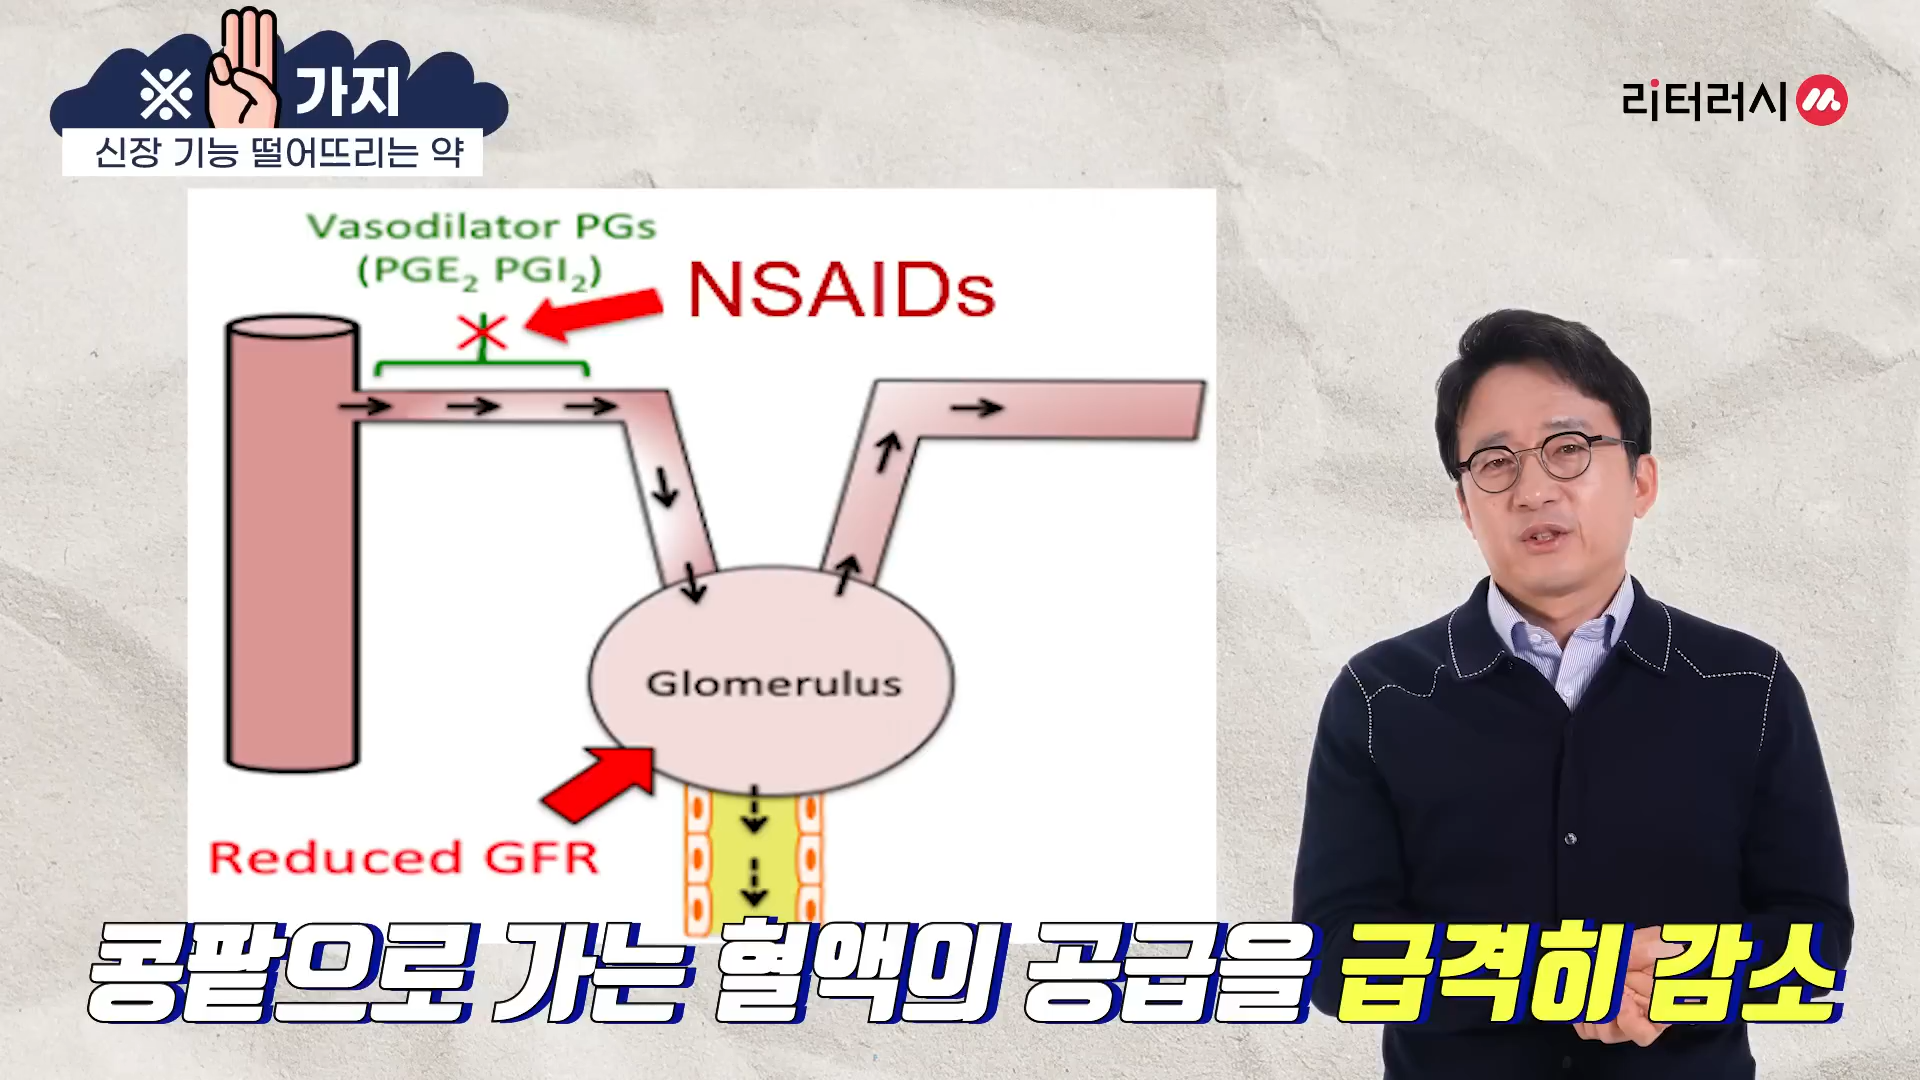 ※ 가지
신장 기능 떨어뜨리는 약
리터러시
Vasodilator PGs
(PGE₂ PGI₂)
NSAIDs
Glomerulus
Reduced GFR
콩팥으로 가는 혈액의 공급을 급격히 감소